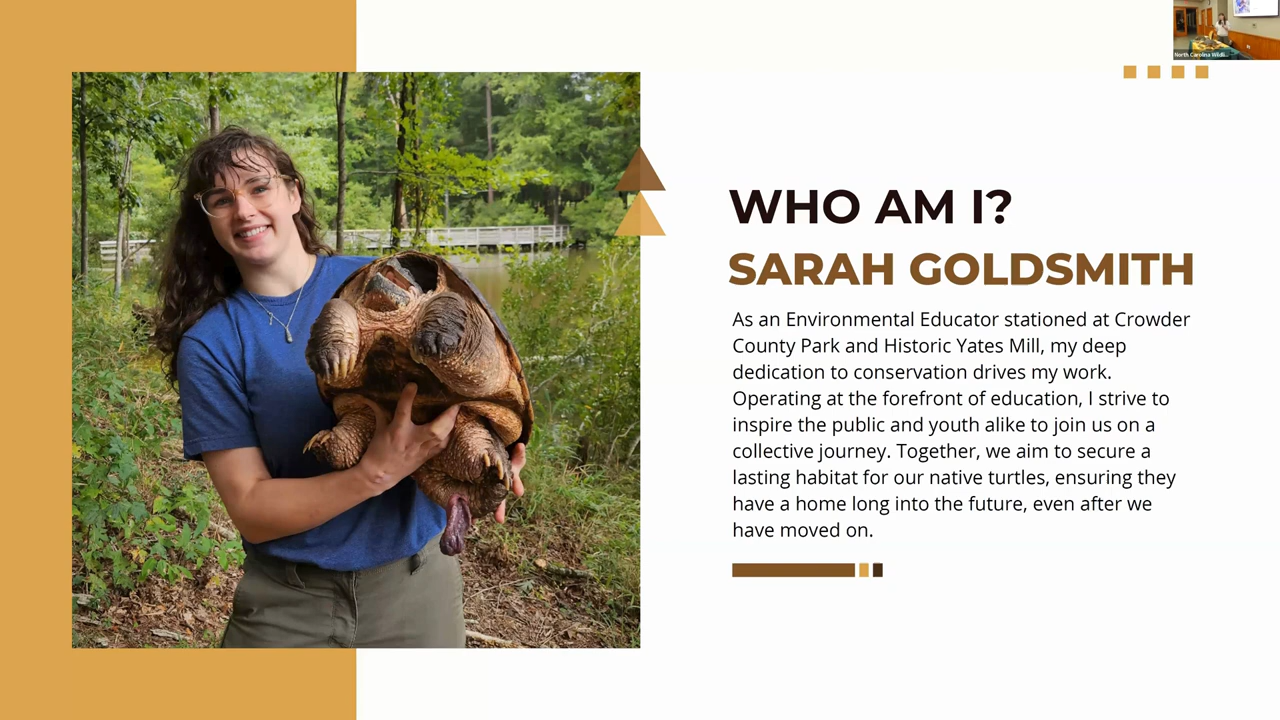 North Carolina Wildli...
WHO AM I?
SARAH GOLDSMITH
As an Environmental Educator stationed at Crowder
County Park and Historic Yates Mill, my deep
dedication to conservation drives my work.
Operating at the forefront of education, I strive to
inspire the public and youth alike to join us on a
collective journey. Together, we aim to secure a
lasting habitat for our native turtles, ensuring they
have a home long into the future, even after we
have moved on.